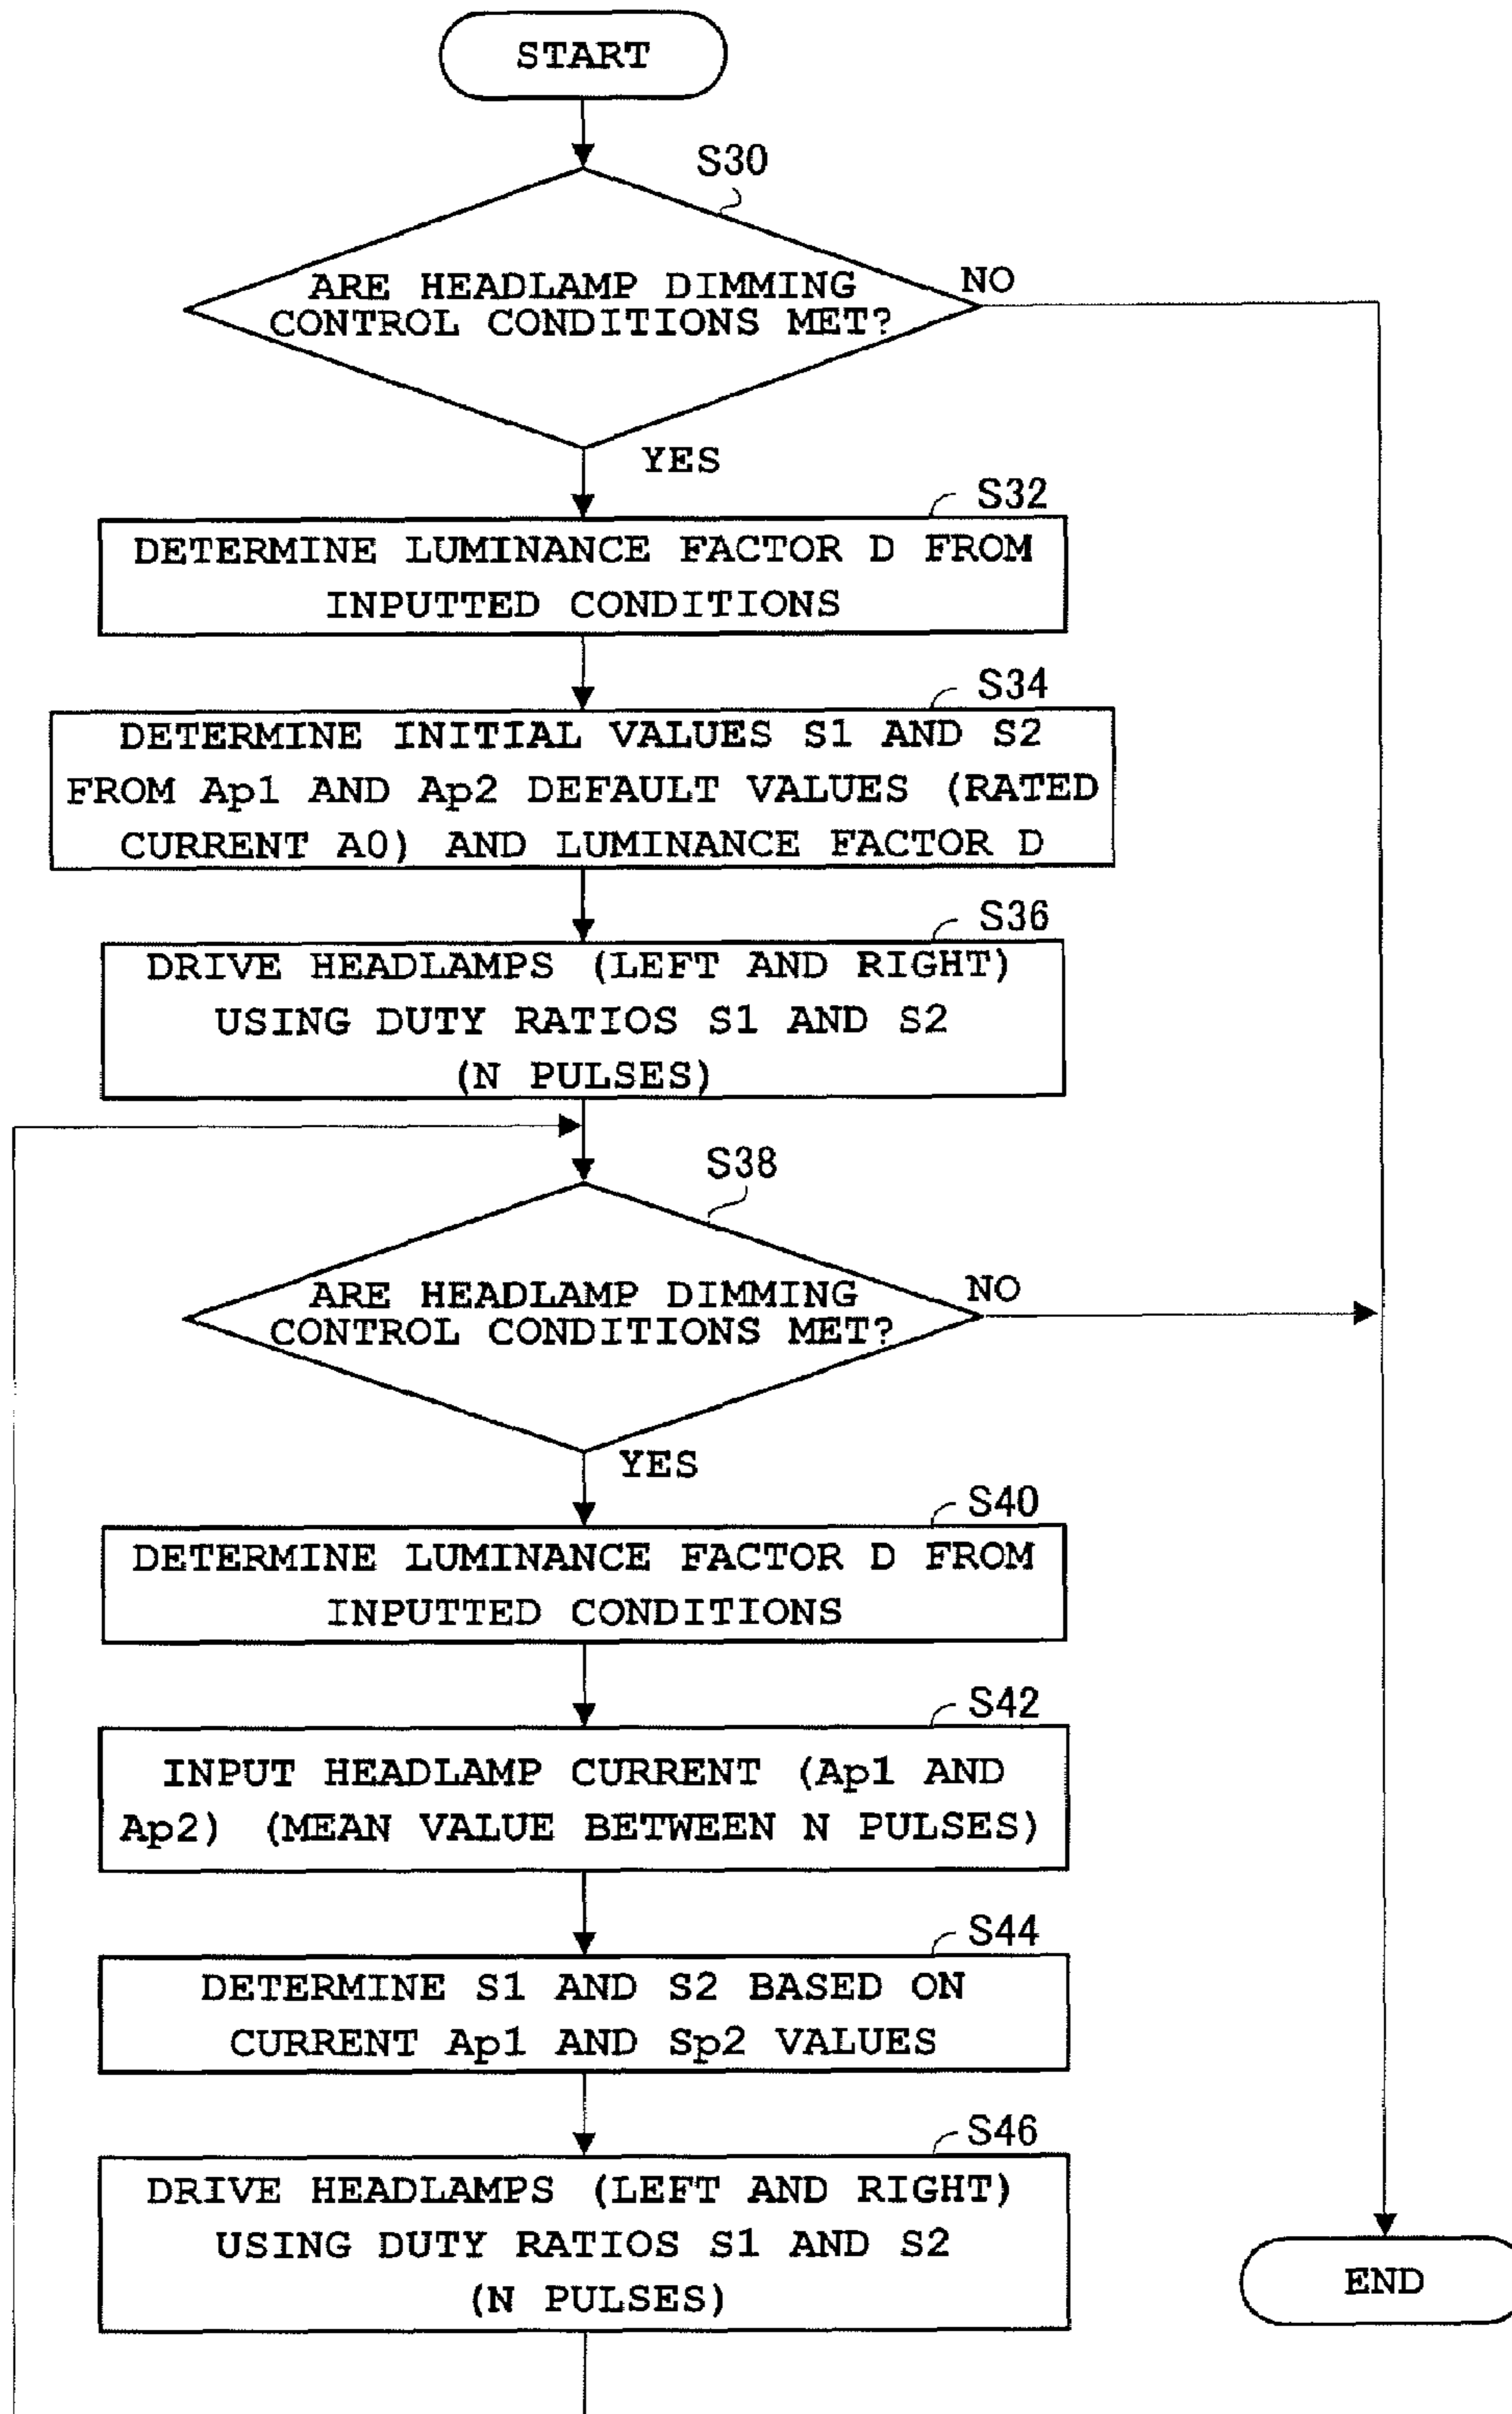 START
S30
ARE HEADLAMP DIMMING
CONTROL CONDITIONS MET?
NO
YES
S32
DETERMINE LUMINANCE FACTOR D FROM
INPUTTED CONDITIONS
S34
DETERMINE INITIAL VALUES S1 AND S2
FROM Ap1 AND Ap2 DEFAULT VALUES (RATED
CURRENT A0) AND LUMINANCE FACTOR D
S36
DRIVE HEADLAMPS (LEFT AND RIGHT)
USING DUTY RATIOS S1 AND S2
(N PULSES)
S38
ARE HEADLAMP DIMMING
CONTROL CONDITIONS MET?
NO
YES
S40
DETERMINE LUMINANCE FACTOR D FROM
INPUTTED CONDITIONS
S42
INPUT HEADLAMP CURRENT (Ap1 AND
Ap2) (MEAN VALUE BETWEEN N PULSES)
S44
DETERMINE S1 AND S2 BASED ON
CURRENT Ap1 AND Sp2 VALUES
S46
DRIVE HEADLAMPS (LEFT AND RIGHT)
USING DUTY RATIOS S1 AND S2
(N PULSES)
END